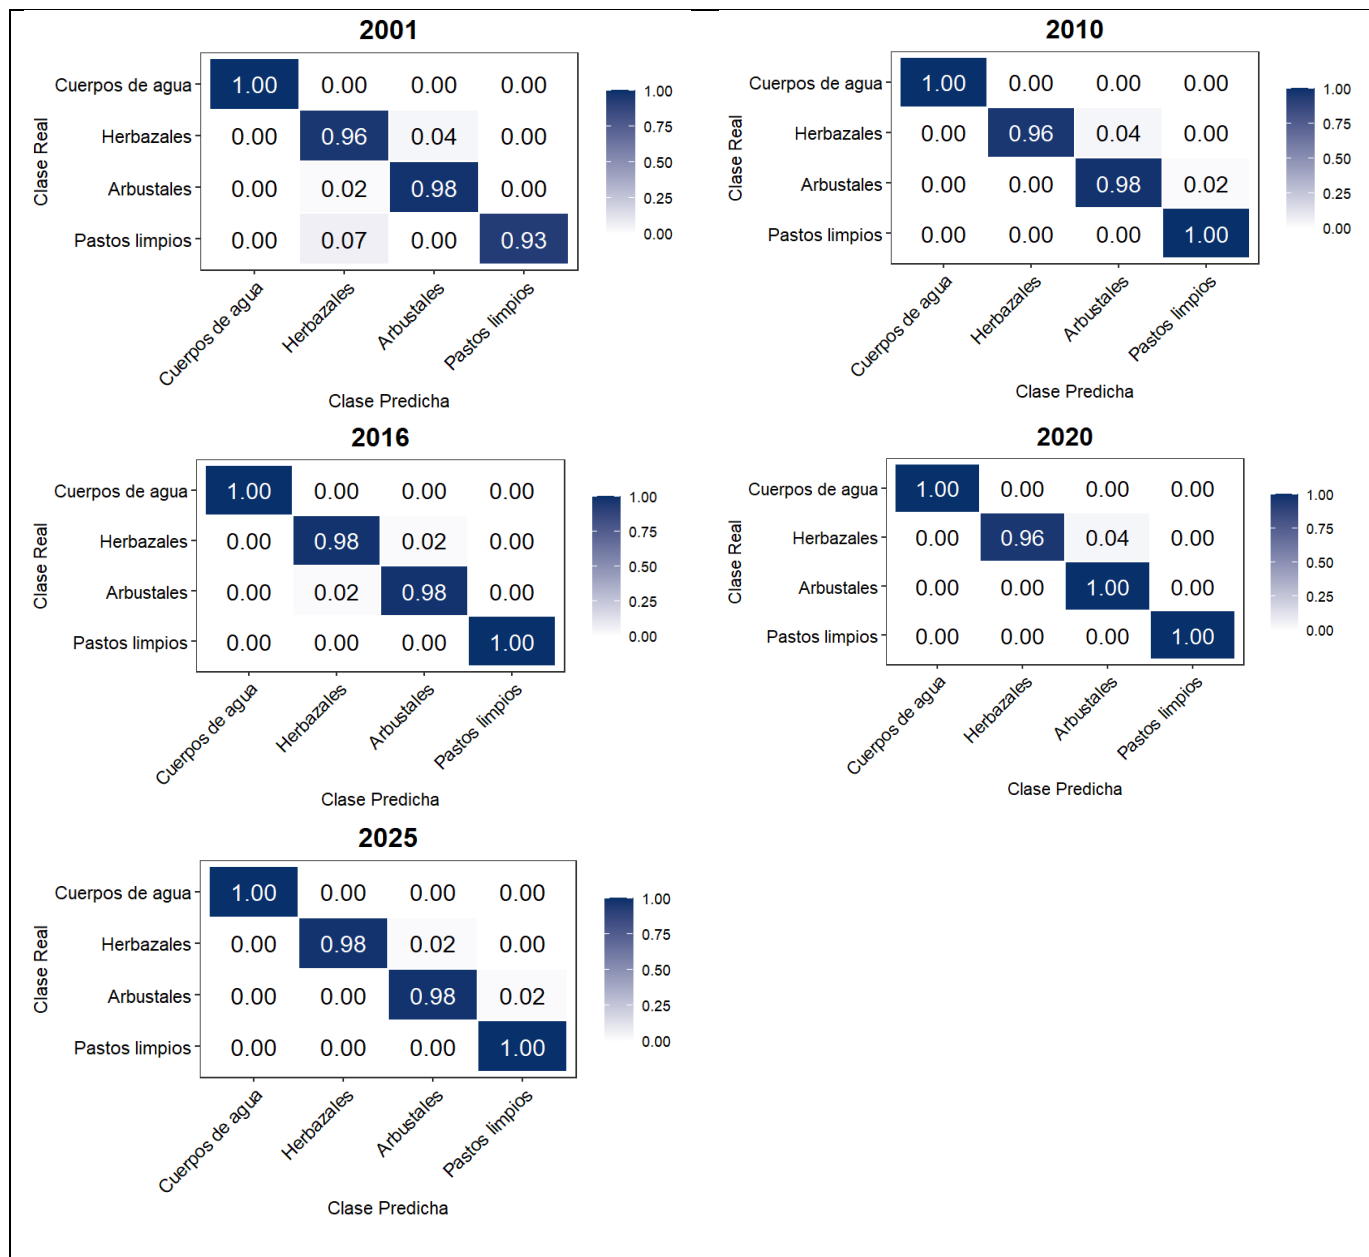 2001
Clase Real
Cuerpos de agua 1.00 0.00 0.00 0.00
Herbazales 0.00 0.96 0.04 0.00
Arbustales 0.00 0.02 0.98 0.00
Pastos limpios 0.00 0.07 0.00 0.93
Cuerpos de agua
Herbazales
Arbustales
Pastos limpios
Clase Predicha
1.00
0.75
0.50
0.25
0.00
2010
Clase Real
Cuerpos de agua 1.00 0.00 0.00 0.00
Herbazales 0.00 0.96 0.04 0.00
Arbustales 0.00 0.00 0.98 0.02
Pastos limpios 0.00 0.00 0.00 1.00
Cuerpos de agua
Herbazales
Arbustales
Pastos limpios
Clase Predicha
1.00
0.75
0.50
0.25
0.00
2016
Clase Real
Cuerpos de agua 1.00 0.00 0.00 0.00
Herbazales 0.00 0.98 0.02 0.00
Arbustales 0.00 0.02 0.98 0.00
Pastos limpios 0.00 0.00 0.00 1.00
Cuerpos de agua
Herbazales
Arbustales
Pastos limpios
Clase Predicha
1.00
0.75
0.50
0.25
0.00
2020
Clase Real
Cuerpos de agua 1.00 0.00 0.00 0.00
Herbazales 0.00 0.96 0.04 0.00
Arbustales 0.00 0.00 1.00 0.00
Pastos limpios 0.00 0.00 0.00 1.00
Cuerpos de agua
Herbazales
Arbustales
Pastos limpios
Clase Predicha
1.00
0.75
0.50
0.25
0.00
2025
Clase Real
Cuerpos de agua 1.00 0.00 0.00 0.00
Herbazales 0.00 0.98 0.02 0.00
Arbustales 0.00 0.00 0.98 0.02
Pastos limpios 0.00 0.00 0.00 1.00
Cuerpos de agua
Herbazales
Arbustales
Pastos limpios
Clase Predicha
1.00
0.75
0.50
0.25
0.00